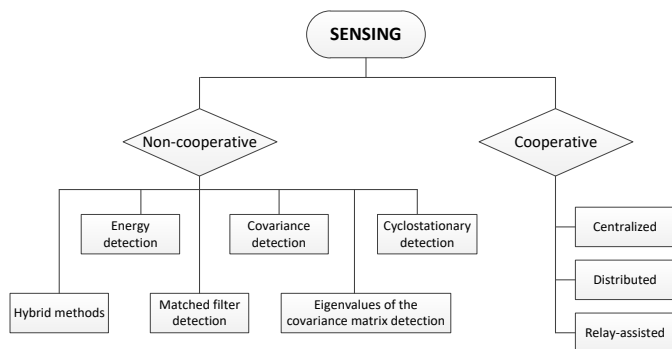 SENSING
Non-cooperative
Cooperative
Energy
detection
Covariance
detection
Cyclostationary
detection
Hybrid methods
Matched filter
detection
Eigenvalues of the
covariance matrix detection
Centralized
Distributed
Relay-assisted